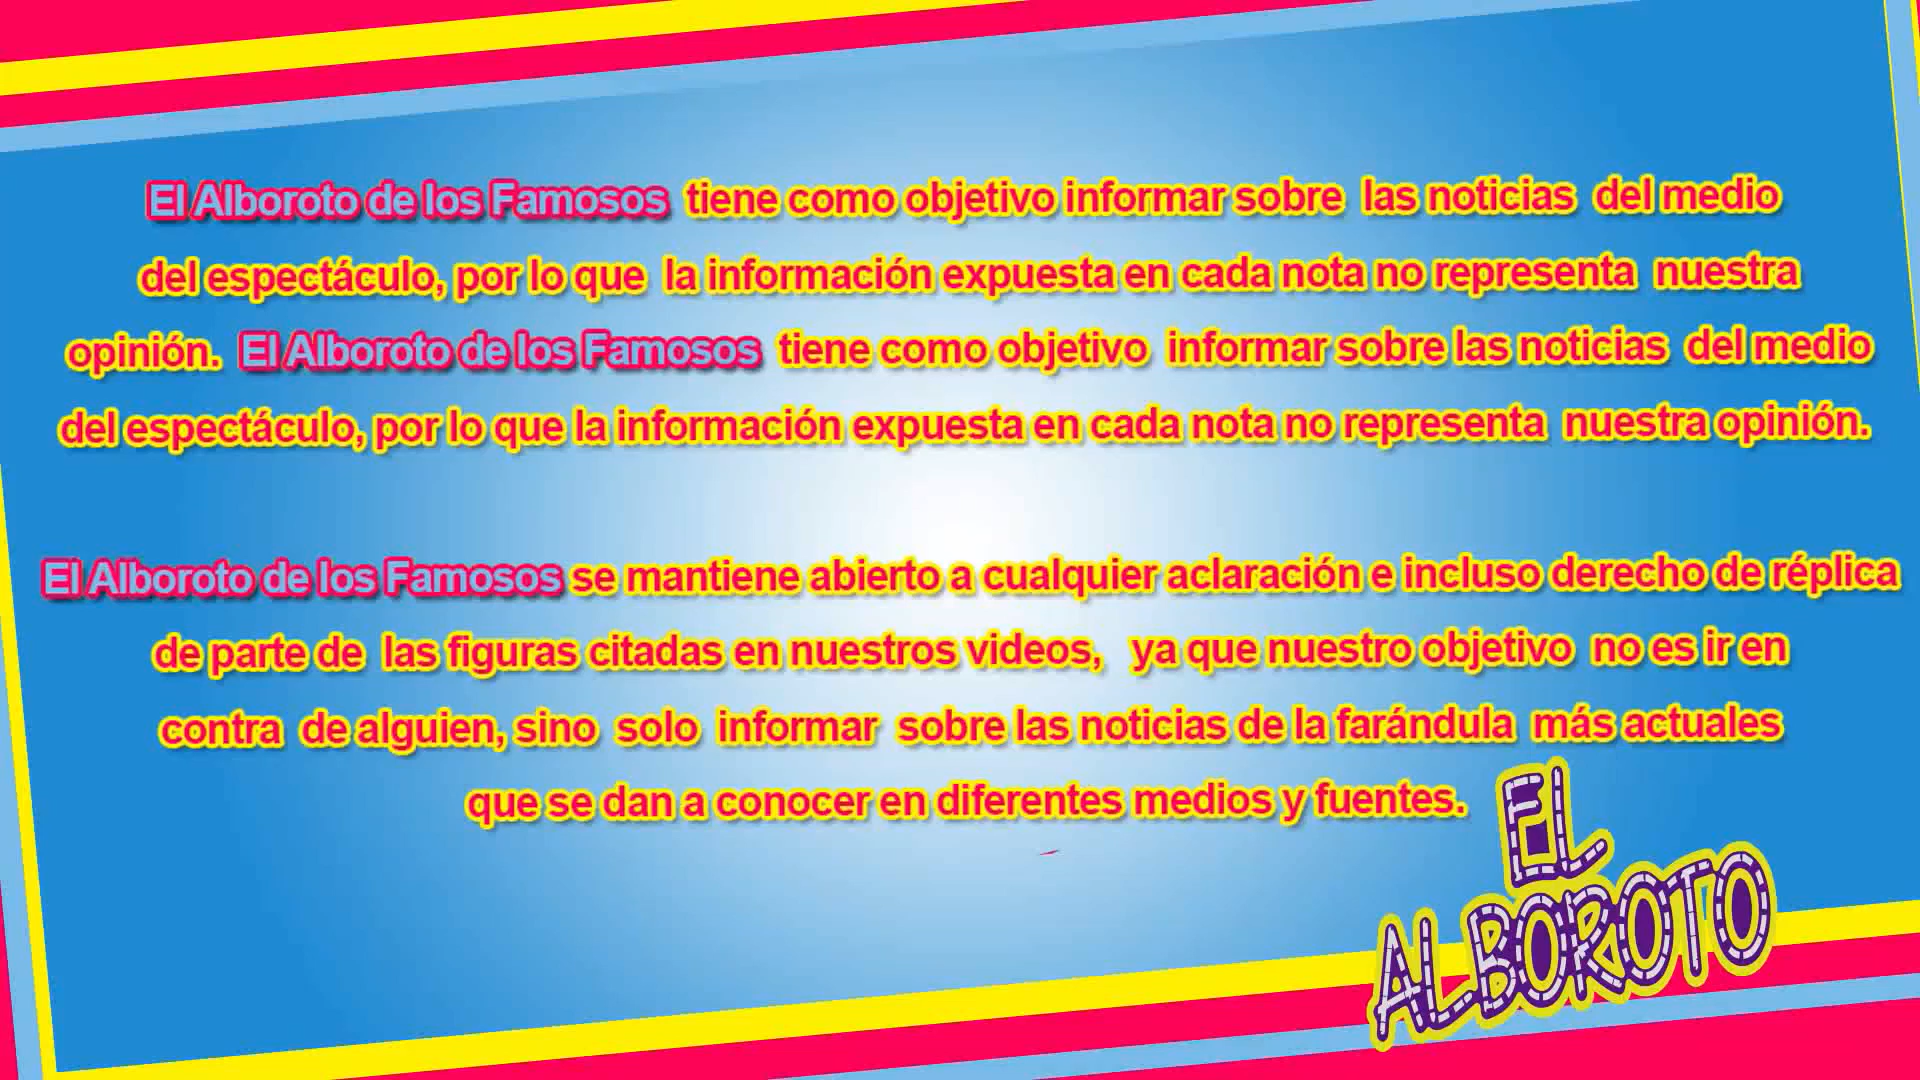 El Alboroto de los Famosos tiene como objetivo informar sobre las noticias del medio
del espectáculo, por lo que la información expuesta en cada nota no representa nuestra
opinión. El Alboroto de los Famosos tiene como objetivo informar sobre las noticias del medio
del espectáculo, por lo que la información expuesta en cada nota no representa nuestra opinión.
El Alboroto de los Famosos se mantiene abierto a cualquier aclaración e incluso derecho de réplica
de parte de las figuras citadas en nuestros videos, ya que nuestro objetivo no es ir en
contra de alguien, sino solo informar sobre las noticias de la farándula más actuales
que se dan a conocer en diferentes medios y fuentes.
EL
ALBOROTO